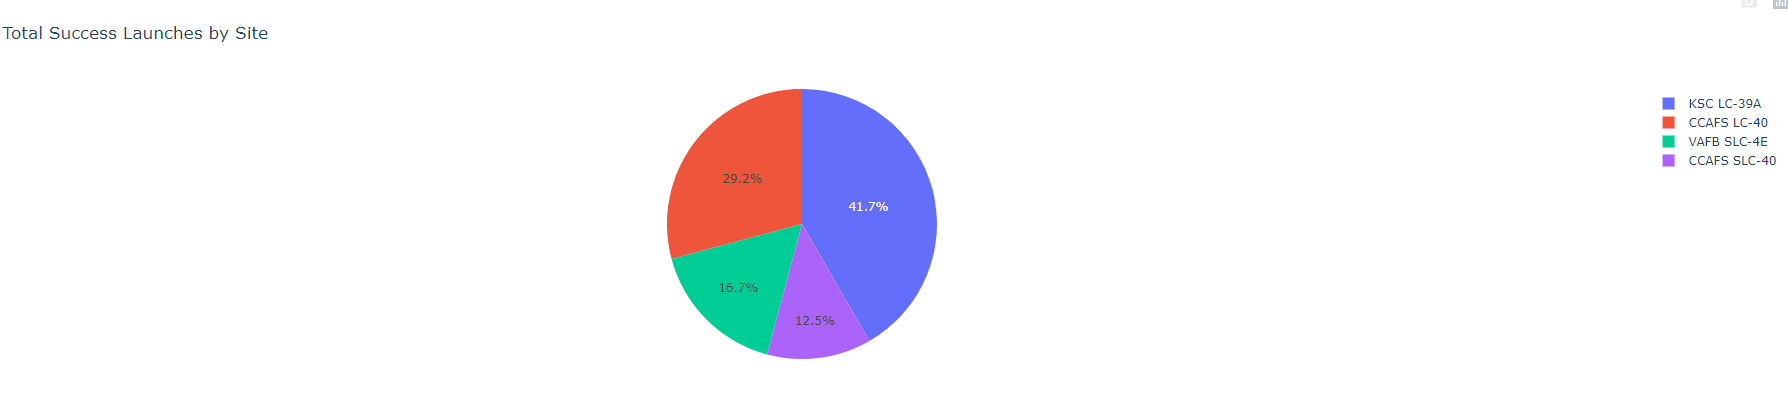 Total Success Launches by Site
KSC LC-39A
CCAFS LC-40
VAFB SLC-4E
CCAFS SLC-40
29.2%
41.7%
16.7%
12.5%